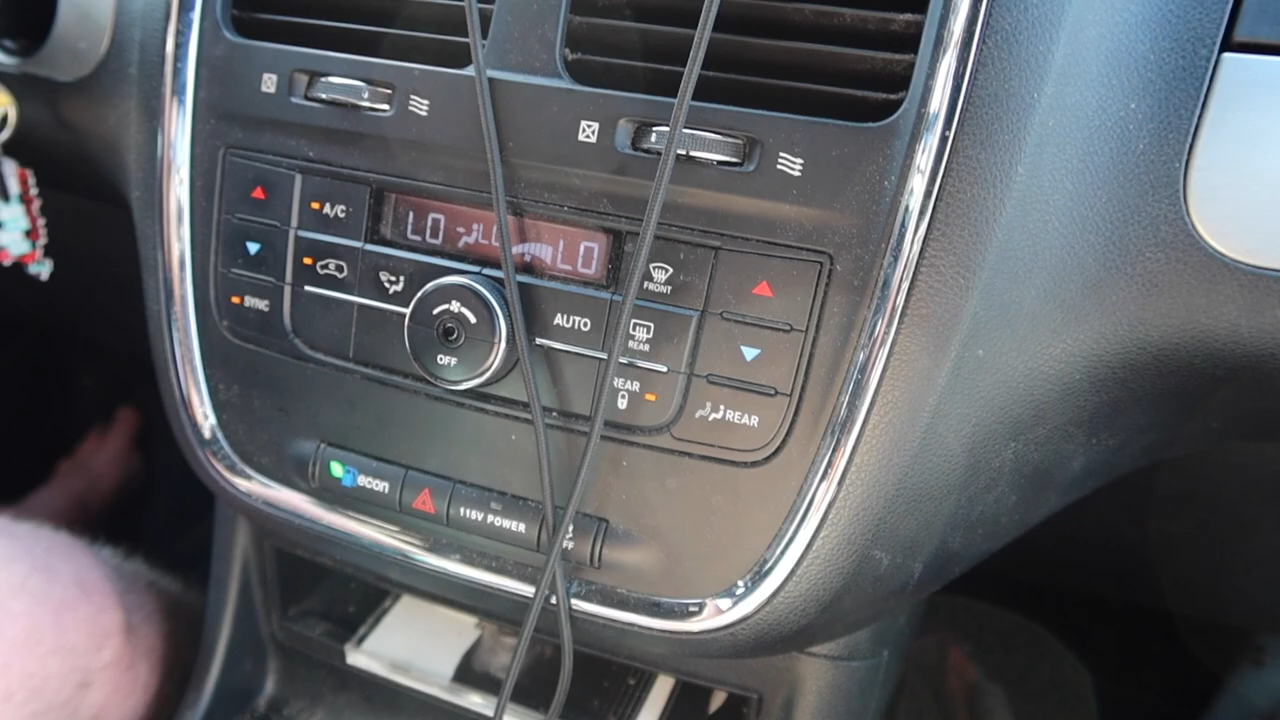 A/C
LO LO
FRONT
SYNC
AUTO
REAR
OFF
REAR
REAR
econ
115V POWER